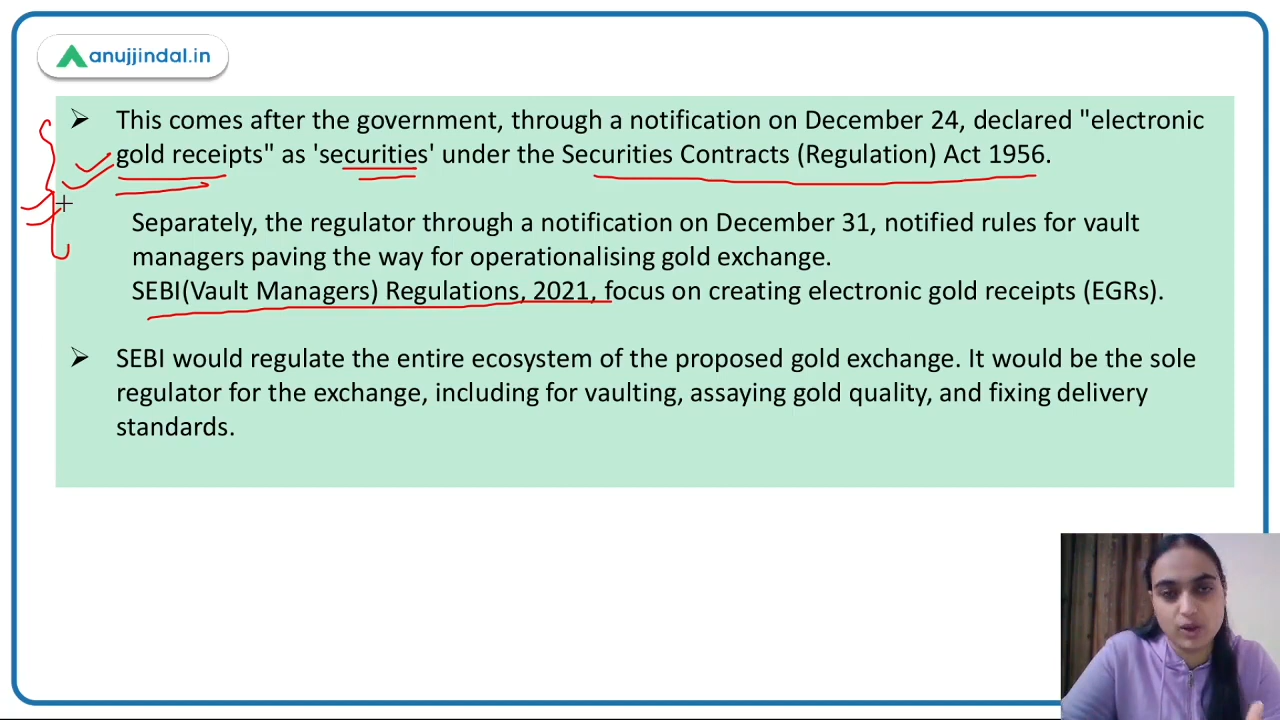 anujjindal.in
➢ This comes after the government, through a notification on December 24, declared "electronic
gold receipts" as 'securities' under the Securities Contracts (Regulation) Act 1956.
Separately, the regulator through a notification on December 31, notified rules for vault
managers paving the way for operationalising gold exchange.
SEBI(Vault Managers) Regulations, 2021, focus on creating electronic gold receipts (EGRs).
➢ SEBI would regulate the entire ecosystem of the proposed gold exchange. It would be the sole
regulator for the exchange, including for vaulting, assaying gold quality, and fixing delivery
standards.